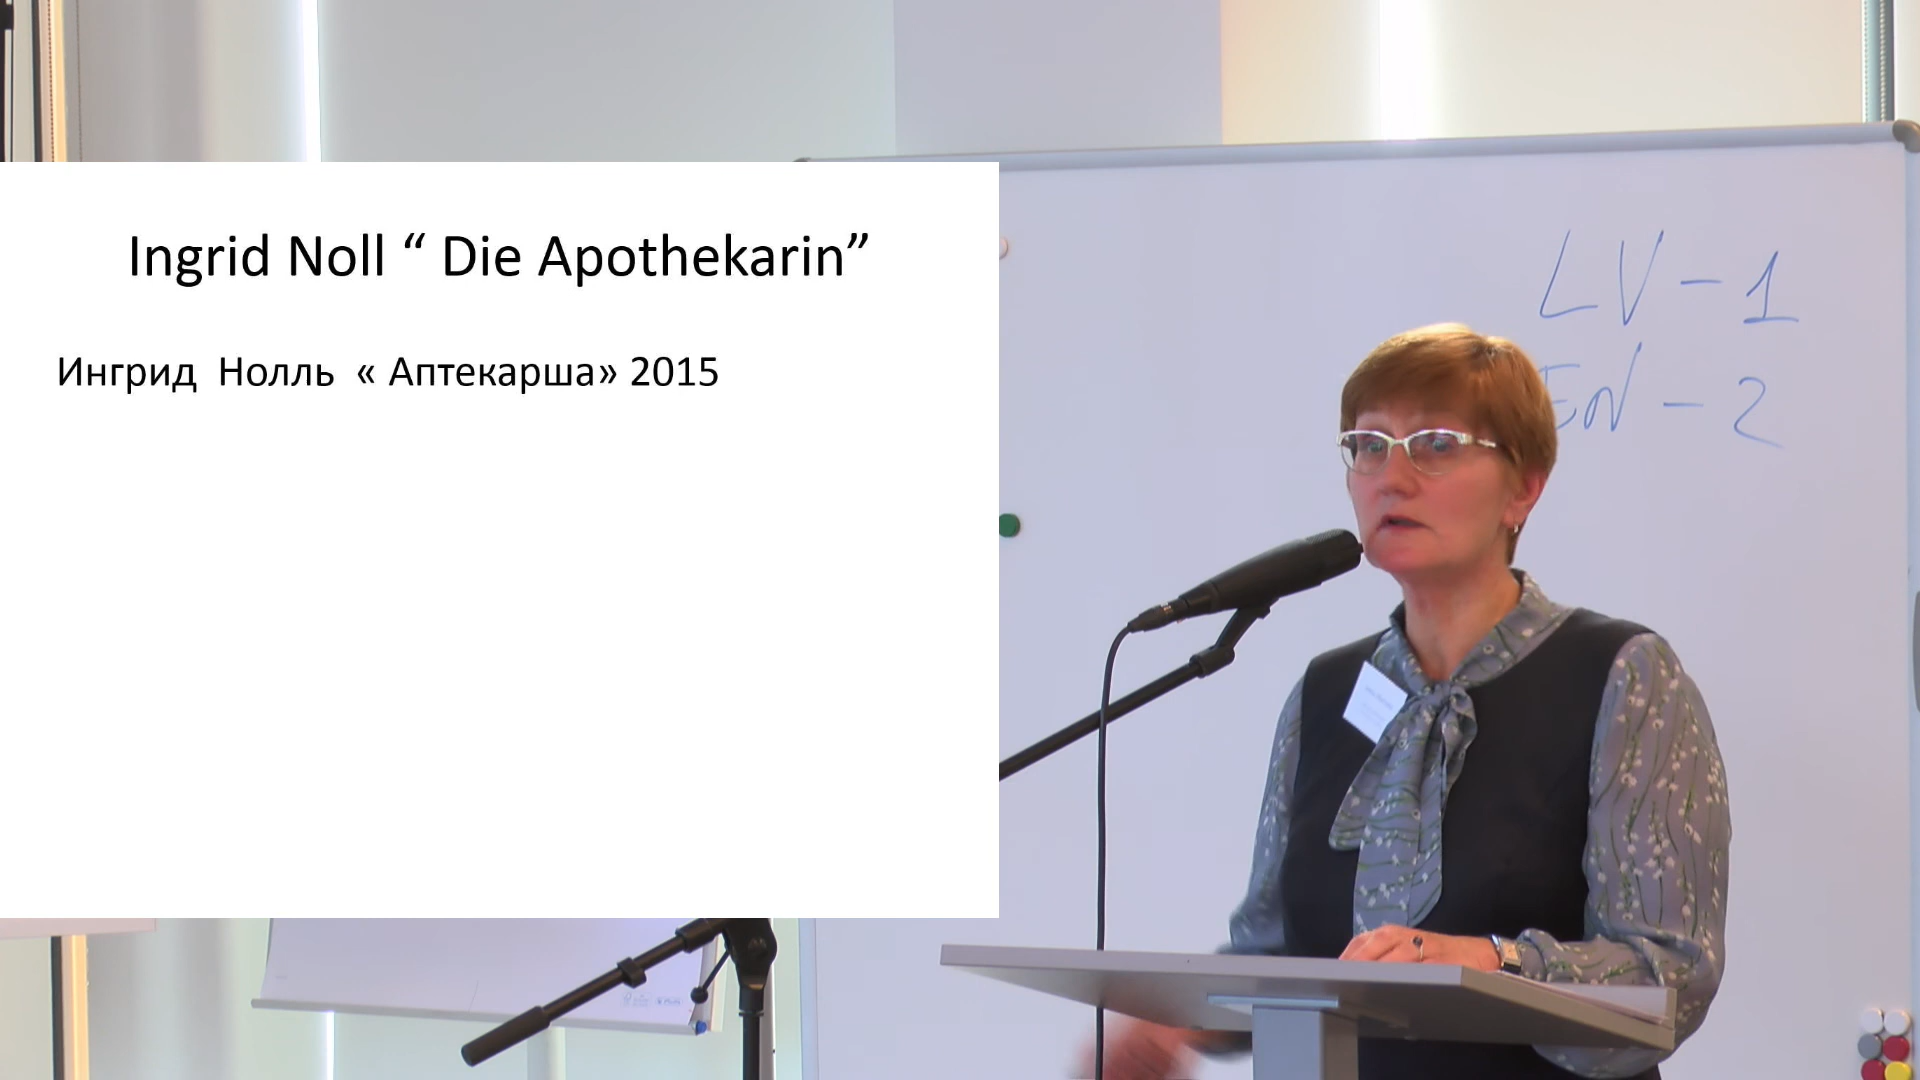 Ingrid Noll “ Die Apothekarin”
Ингрид Нолль « Аптекарша» 2015
LV - 1
EN - 2